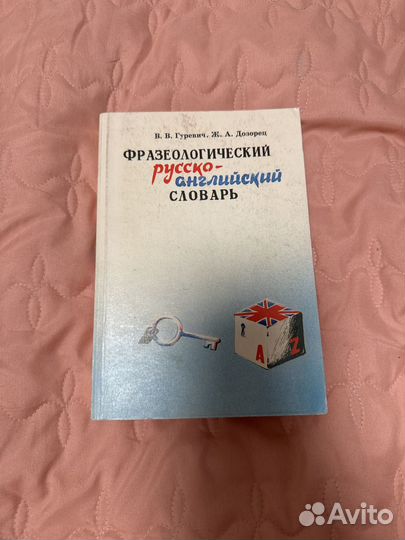 В. В. Гуревич, Ж. А. Дозорец
ФРАЗЕОЛОГИЧЕСКИЙ
русско-
английский
СЛОВАРЬ
A Z
Avito